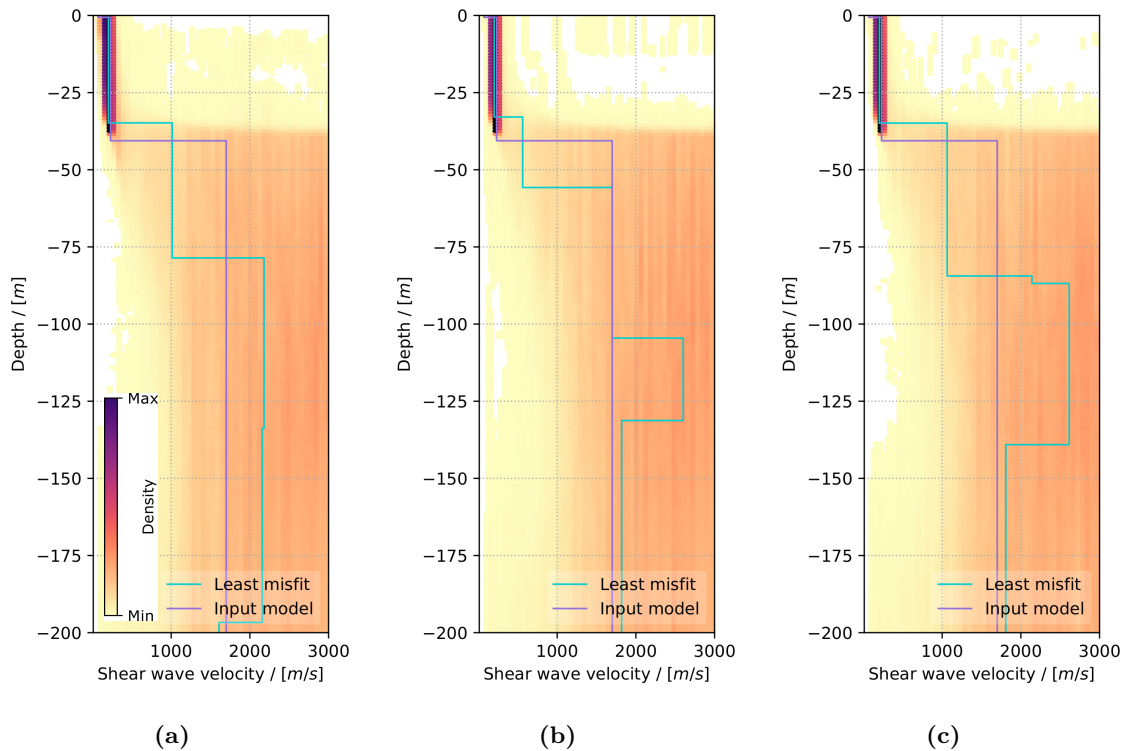 0
−25
−50
−75
−100
−125
−150
−175
−200
Depth / [m]
Max
Density
Min
Least misfit
Input model
1000
2000
3000
Shear wave velocity / [m/s]
(a)
0
−25
−50
−75
−100
−125
−150
−175
−200
Depth / [m]
Least misfit
Input model
1000
2000
3000
Shear wave velocity / [m/s]
(b)
0
−25
−50
−75
−100
−125
−150
−175
−200
Depth / [m]
Least misfit
Input model
1000
2000
3000
Shear wave velocity / [m/s]
(c)